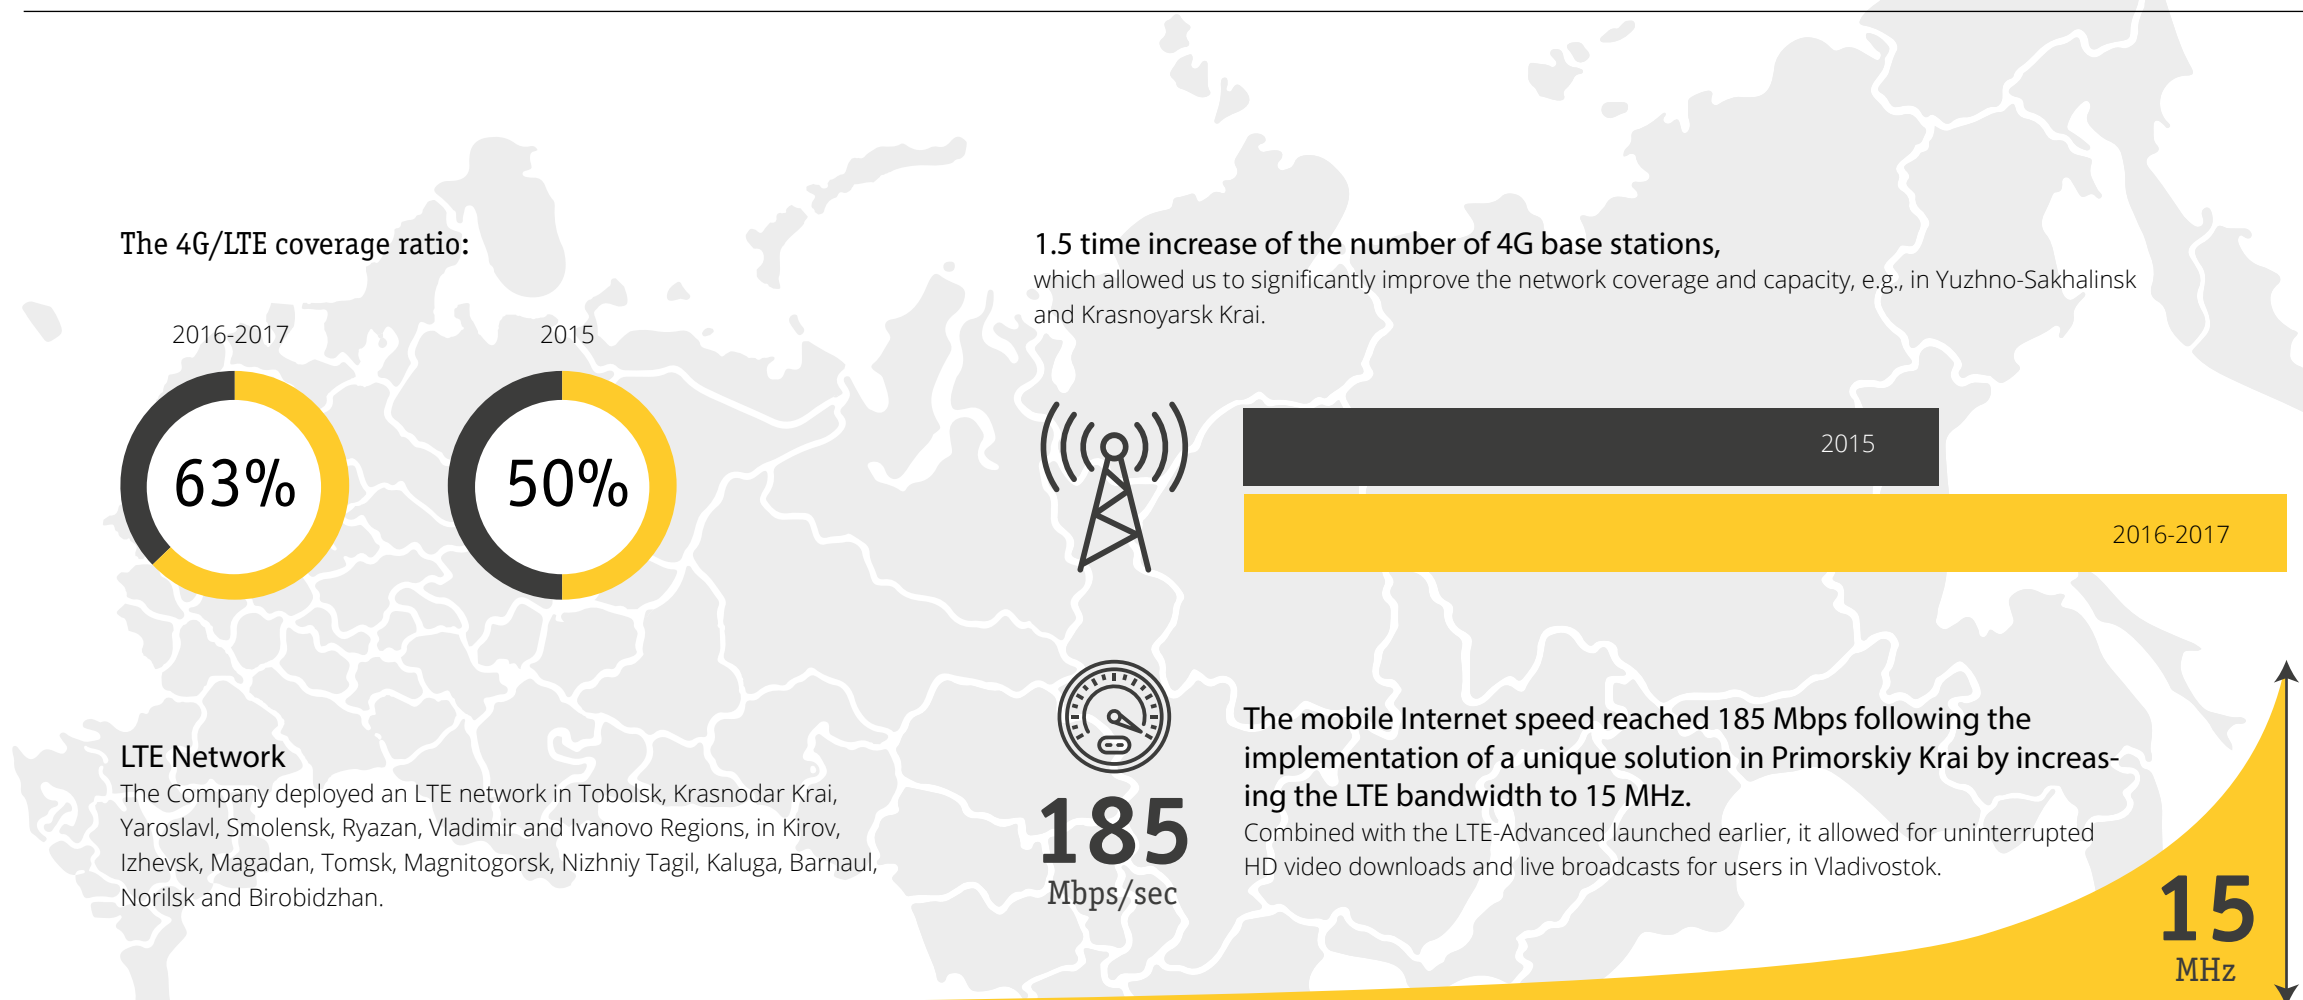 The 4G/LTE coverage ratio:
2016-2017
2015
63%
50%
LTE Network
The Company deployed an LTE network in Tobolsk, Krasnodar Krai,
Yaroslavl, Smolensk, Ryazan, Vladimir and Ivanovo Regions, in Kirov,
Izhevsk, Magadan, Tomsk, Magnitogorsk, Nizhniy Tagil, Kaluga, Barnaul,
Norilsk and Birobidzhan.
1.5 time increase of the number of 4G base stations,
which allowed us to significantly improve the network coverage and capacity, e.g., in Yuzhno-Sakhalinsk
and Krasnoyarsk Krai.
2015
2016-2017
185
Mbps/sec
The mobile Internet speed reached 185 Mbps following the
implementation of a unique solution in Primorskiy Krai by increas-
ing the LTE bandwidth to 15 MHz.
Combined with the LTE-Advanced launched earlier, it allowed for uninterrupted
HD video downloads and live broadcasts for users in Vladivostok.
15
MHz